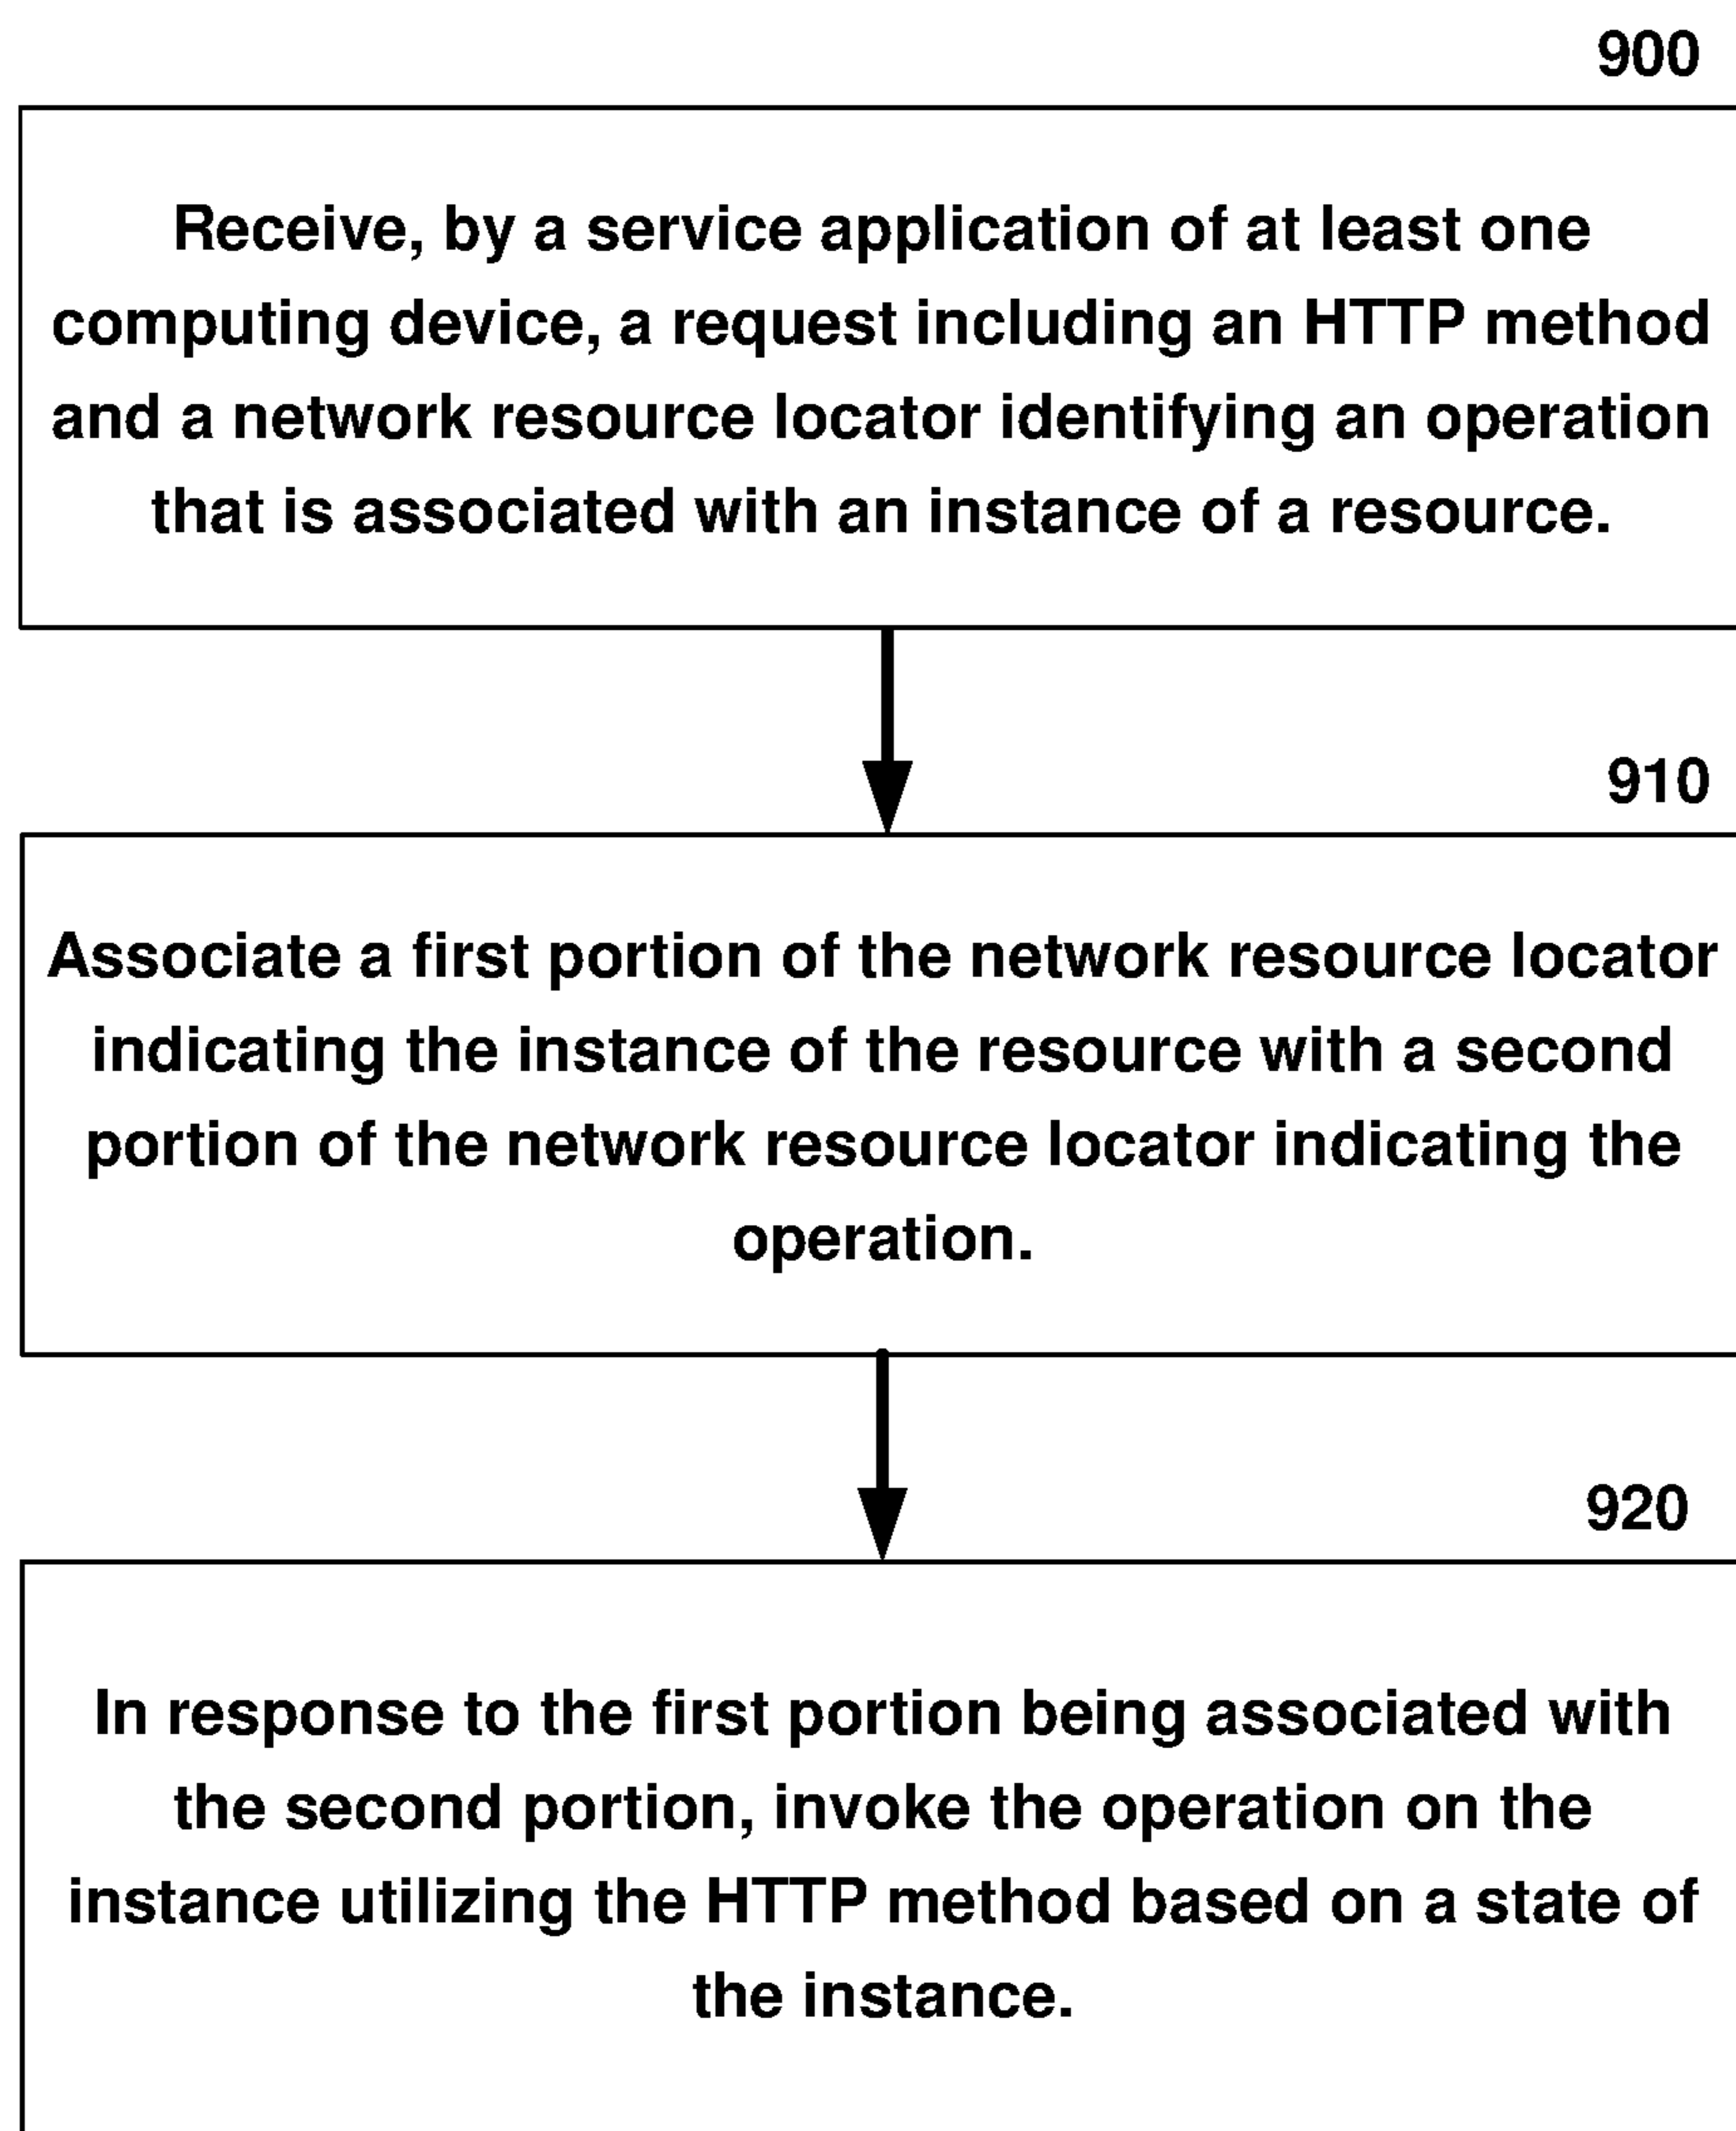 900
Receive, by a service application of at least one
computing device, a request including an HTTP method
and a network resource locator identifying an operation
that is associated with an instance of a resource.
910
Associate a first portion of the network resource locator
indicating the instance of the resource with a second
portion of the network resource locator indicating the
operation.
920
In response to the first portion being associated with
the second portion, invoke the operation on the
instance utilizing the HTTP method based on a state of
the instance.